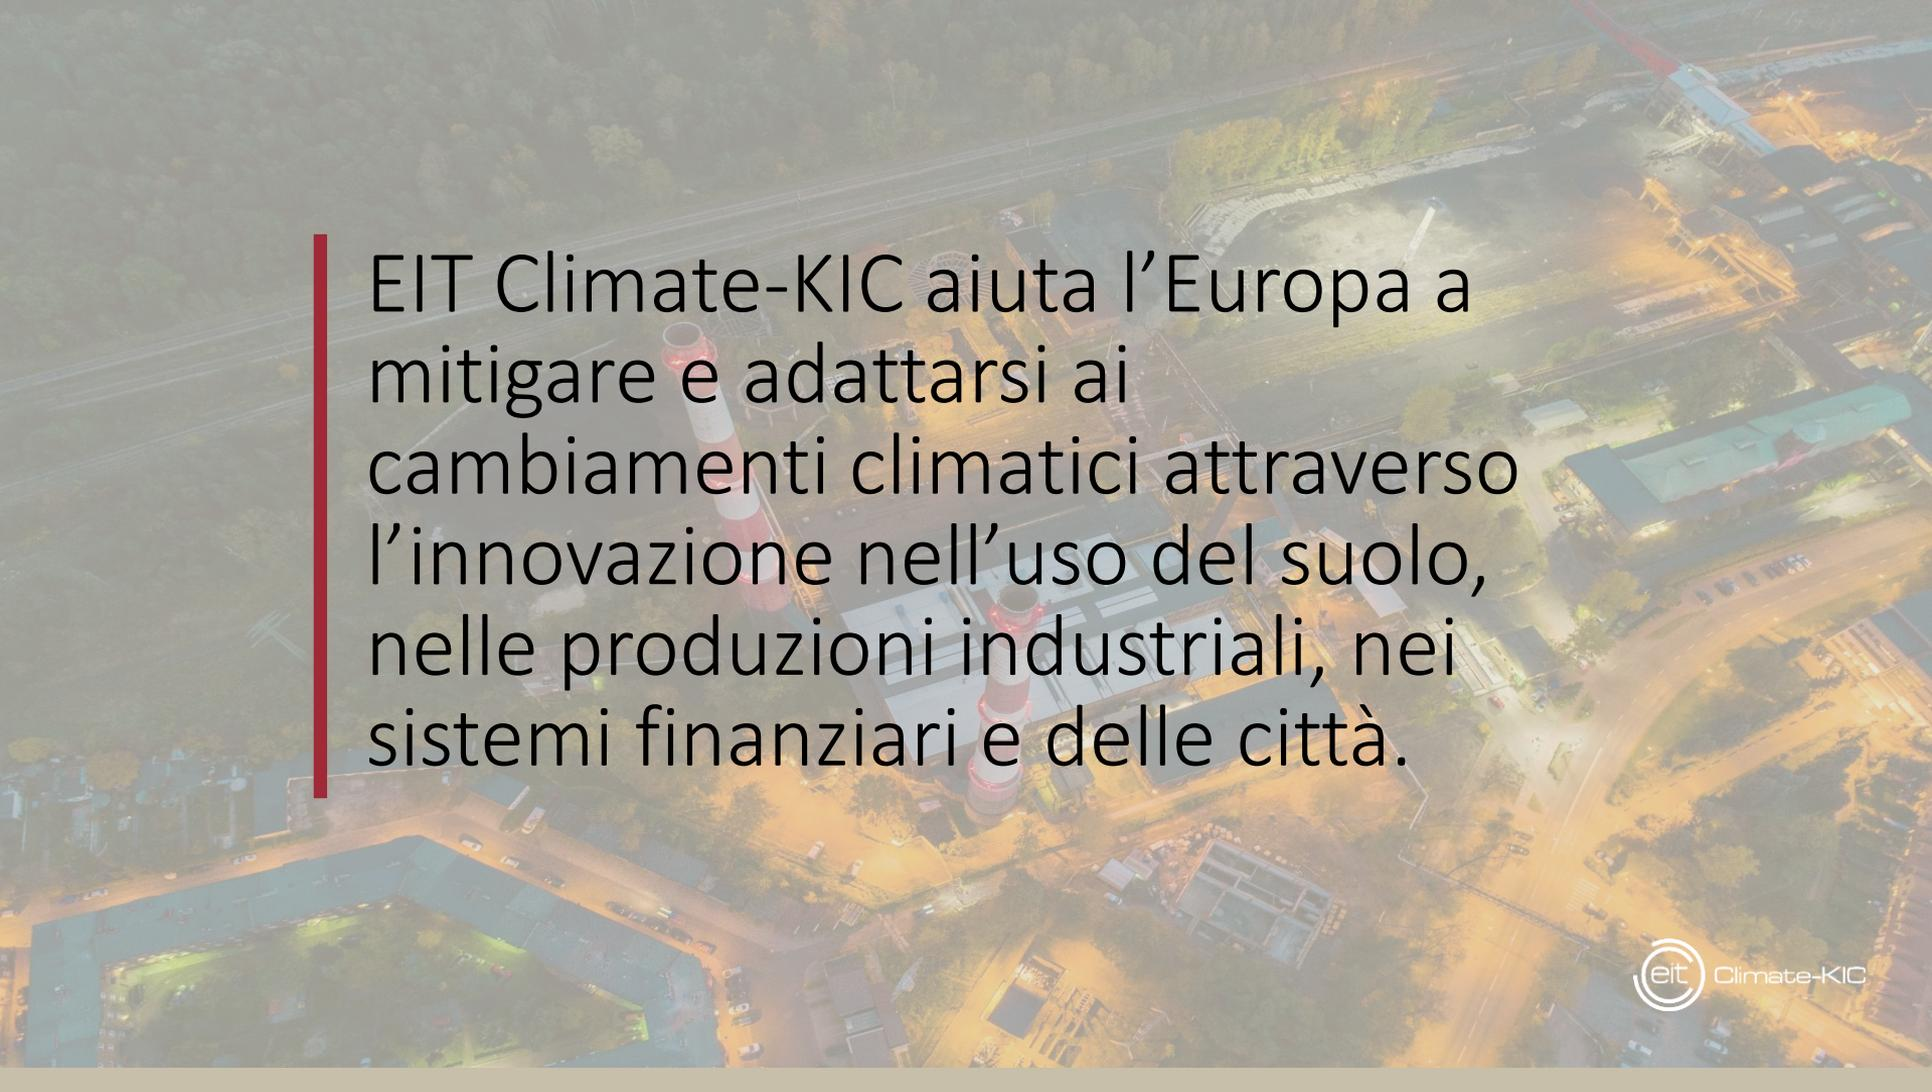 EIT Climate-KIC aiuta l’Europa a
mitigare e adattarsi ai
cambiamenti climatici attraverso
l’innovazione nell’uso del suolo,
nelle produzioni industriali, nei
sistemi finanziari e delle città.
eit Climate-KIC